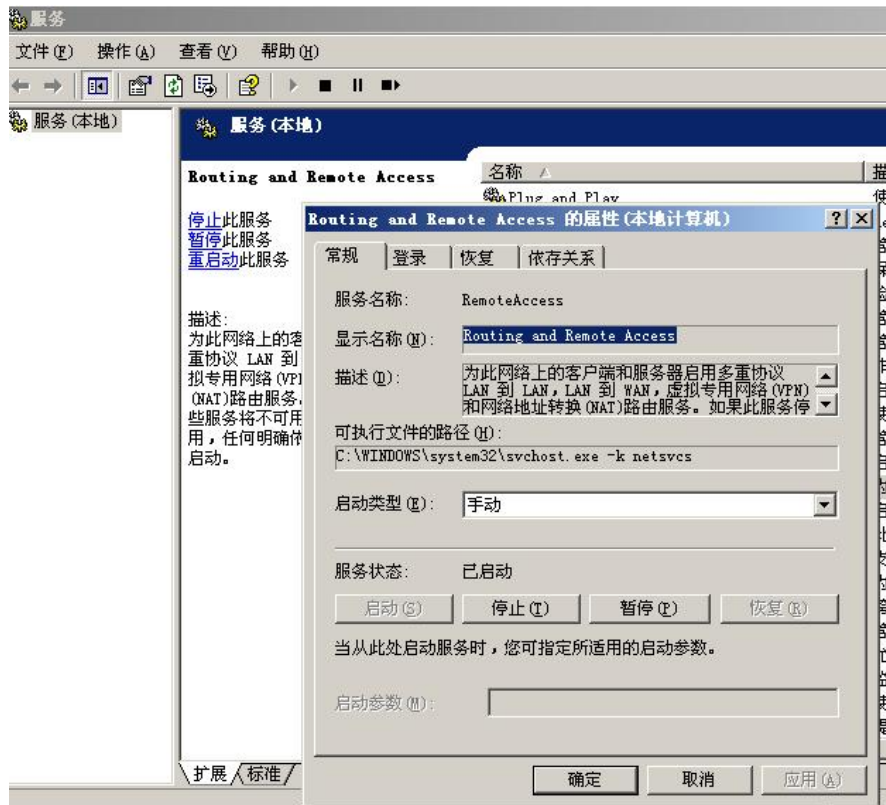 服务
文件(F) 操作(A) 查看(V) 帮助(H)
服务(本地)
服务(本地)
Routing and Remote Access
停止此服务
暂停此服务
重启动此服务
描述:
为此网络上的客
重协议 LAN 到
拟专用网络(VPN
(NAT)路由服务。
些服务将不可用
用，任何明确依
启动。
名称
描
Plug and Play
使
Routing and Remote Access 的属性(本地计算机)
常规 登录 恢复 依存关系
服务名称: RemoteAccess
显示名称(N): Routing and Remote Access
描述(D): 为此网络上的客户端和服务器启用多重协议
LAN 到 LAN，LAN 到 WAN，虚拟专用网络(VPN)
和网络地址转换(NAT)路由服务。如果此服务停
可执行文件的路径(H):
C:\WINDOWS\system32\svchost.exe -k netsvcs
启动类型(E): 手动
服务状态: 已启动
启动(S) 停止(T) 暂停(P) 恢复(R)
当从此处启动服务时，您可指定所适用的启动参数。
启动参数(M):
扩展 标准
确定 取消 应用(A)